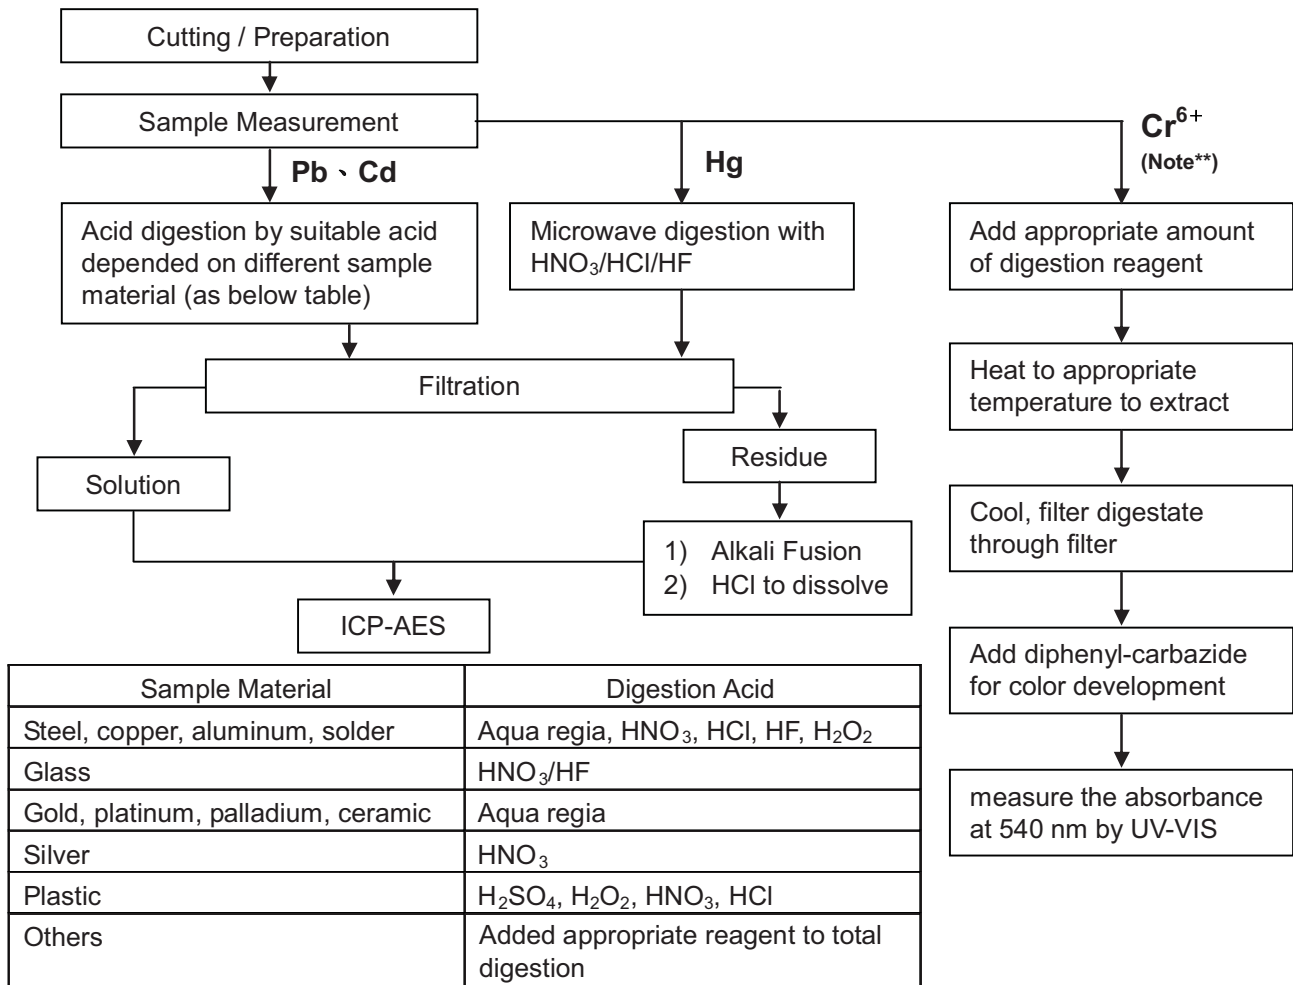 Cutting / Preparation
Sample Measurement
Pb、Cd
Hg
Cr⁶⁺
(Note**)
Acid digestion by suitable acid
depended on different sample
material (as below table)
Microwave digestion with
HNO₃/HCl/HF
Add appropriate amount
of digestion reagent
Filtration
Heat to appropriate
temperature to extract
Solution
Residue
Cool, filter digestate
through filter
1) Alkali Fusion
2) HCl to dissolve
ICP-AES
Add diphenyl-carbazide
for color development
measure the absorbance
at 540 nm by UV-VIS
Sample Material Digestion Acid
Steel, copper, aluminum, solder Aqua regia, HNO₃, HCl, HF, H₂O₂
Glass HNO₃/HF
Gold, platinum, palladium, ceramic Aqua regia
Silver HNO₃
Plastic H₂SO₄, H₂O₂, HNO₃, HCl
Others Added appropriate reagent to total
digestion